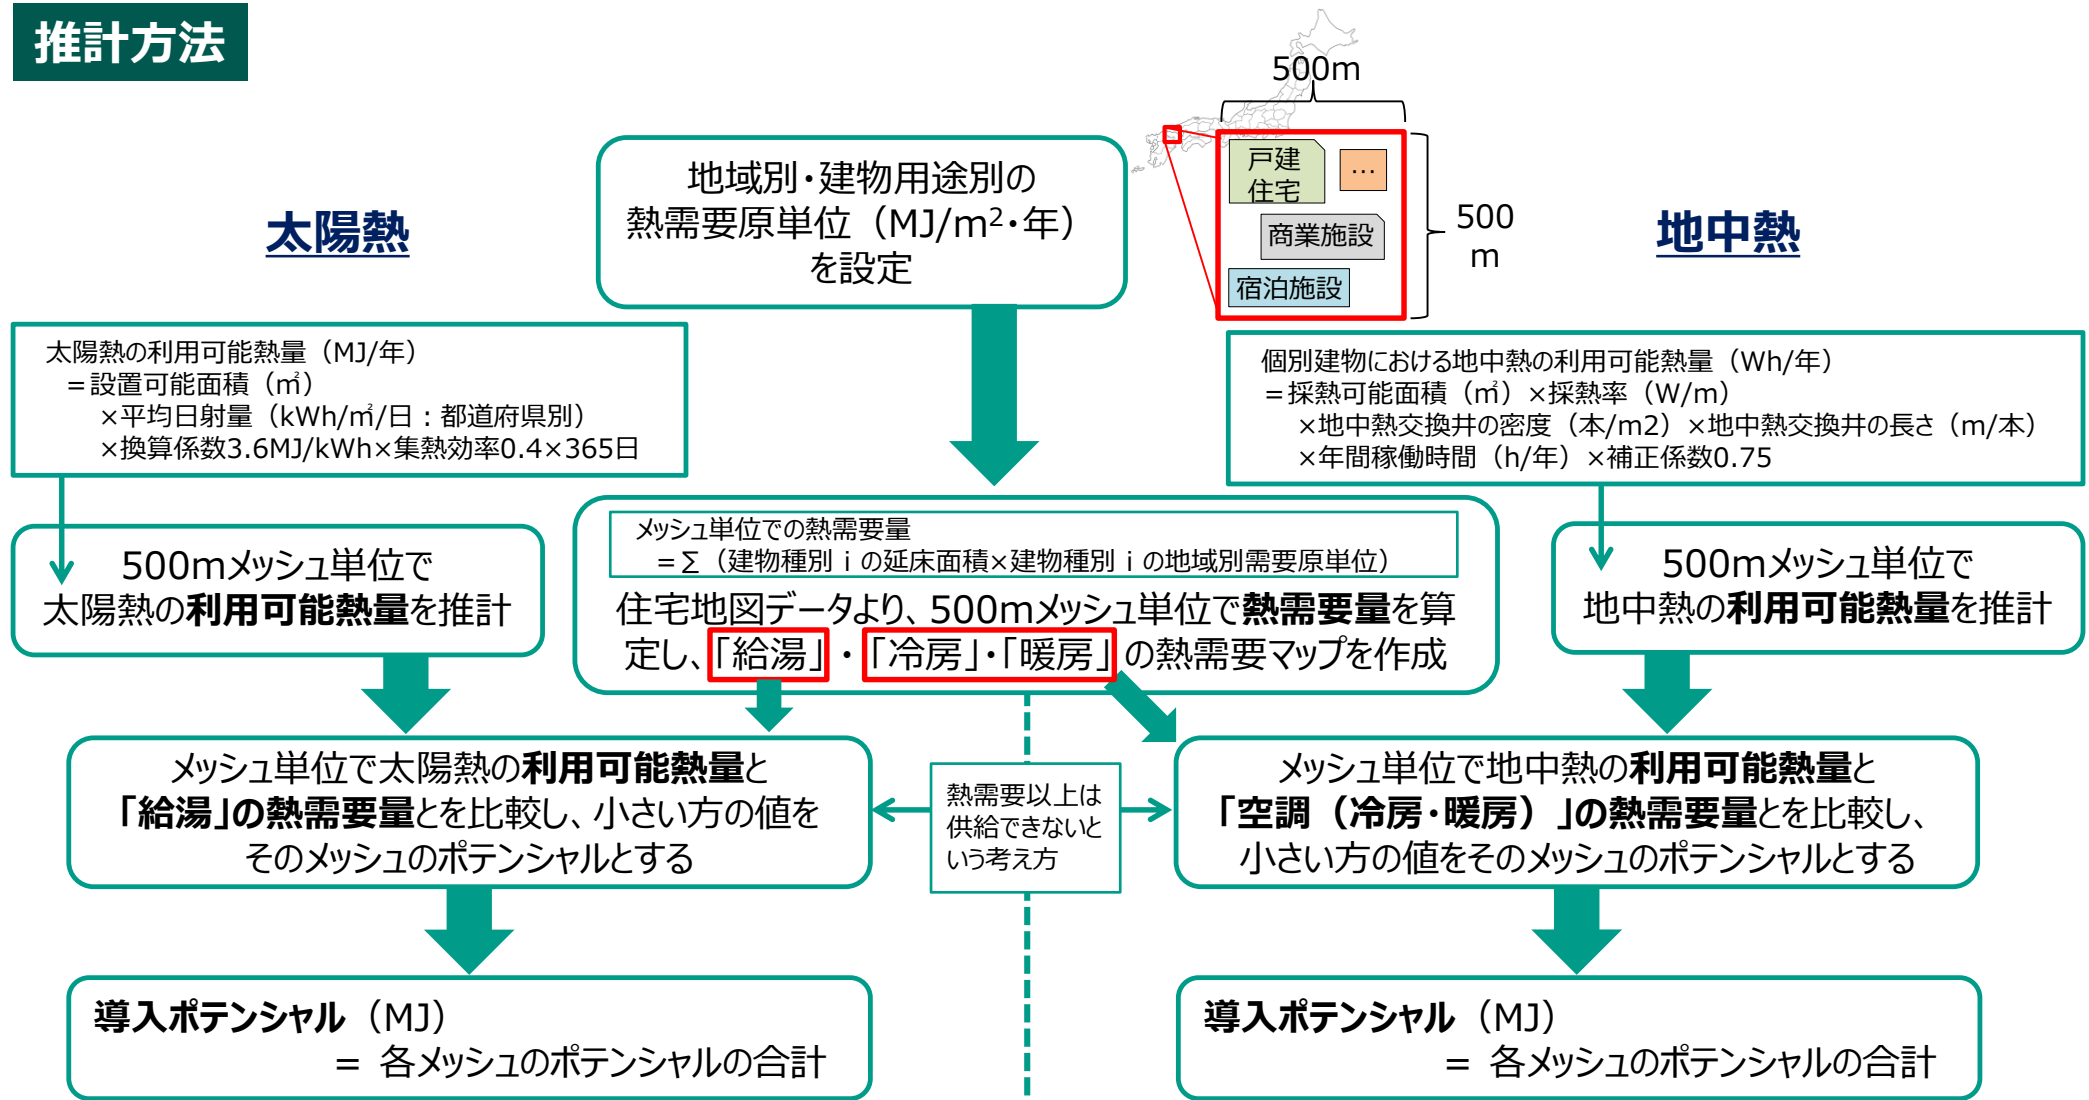 推計方法
500m
戸建
住宅
…
商業施設
宿泊施設
500
m
地域別・建物用途別の
熱需要原単位（MJ/m²・年）
を設定
太陽熱
地中熱
太陽熱の利用可能熱量（MJ/年）
＝設置可能面積（㎡）
×平均日射量（kWh/㎡/日：都道府県別）
×換算係数3.6MJ/kWh×集熱効率0.4×365日
個別建物における地中熱の利用可能熱量（Wh/年）
＝採熱可能面積（㎡）×採熱率（W/m）
×地中熱交換井の密度（本/m2）×地中熱交換井の長さ（m/本）
×年間稼働時間（h/年）×補正係数0.75
500mメッシュ単位で
太陽熱の利用可能熱量を推計
メッシュ単位での熱需要量
＝∑（建物種別ｉの延床面積×建物種別ｉの地域別需要原単位）
住宅地図データより、500mメッシュ単位で熱需要量を算
定し、「給湯」・「冷房」・「暖房」の熱需要マップを作成
500mメッシュ単位で
地中熱の利用可能熱量を推計
メッシュ単位で太陽熱の利用可能熱量と
「給湯」の熱需要量とを比較し、小さい方の値を
そのメッシュのポテンシャルとする
熱需要以上は
供給できないと
いう考え方
メッシュ単位で地中熱の利用可能熱量と
「空調（冷房・暖房）」の熱需要量とを比較し、
小さい方の値をそのメッシュのポテンシャルとする
導入ポテンシャル（MJ）
＝ 各メッシュのポテンシャルの合計
導入ポテンシャル（MJ）
＝ 各メッシュのポテンシャルの合計